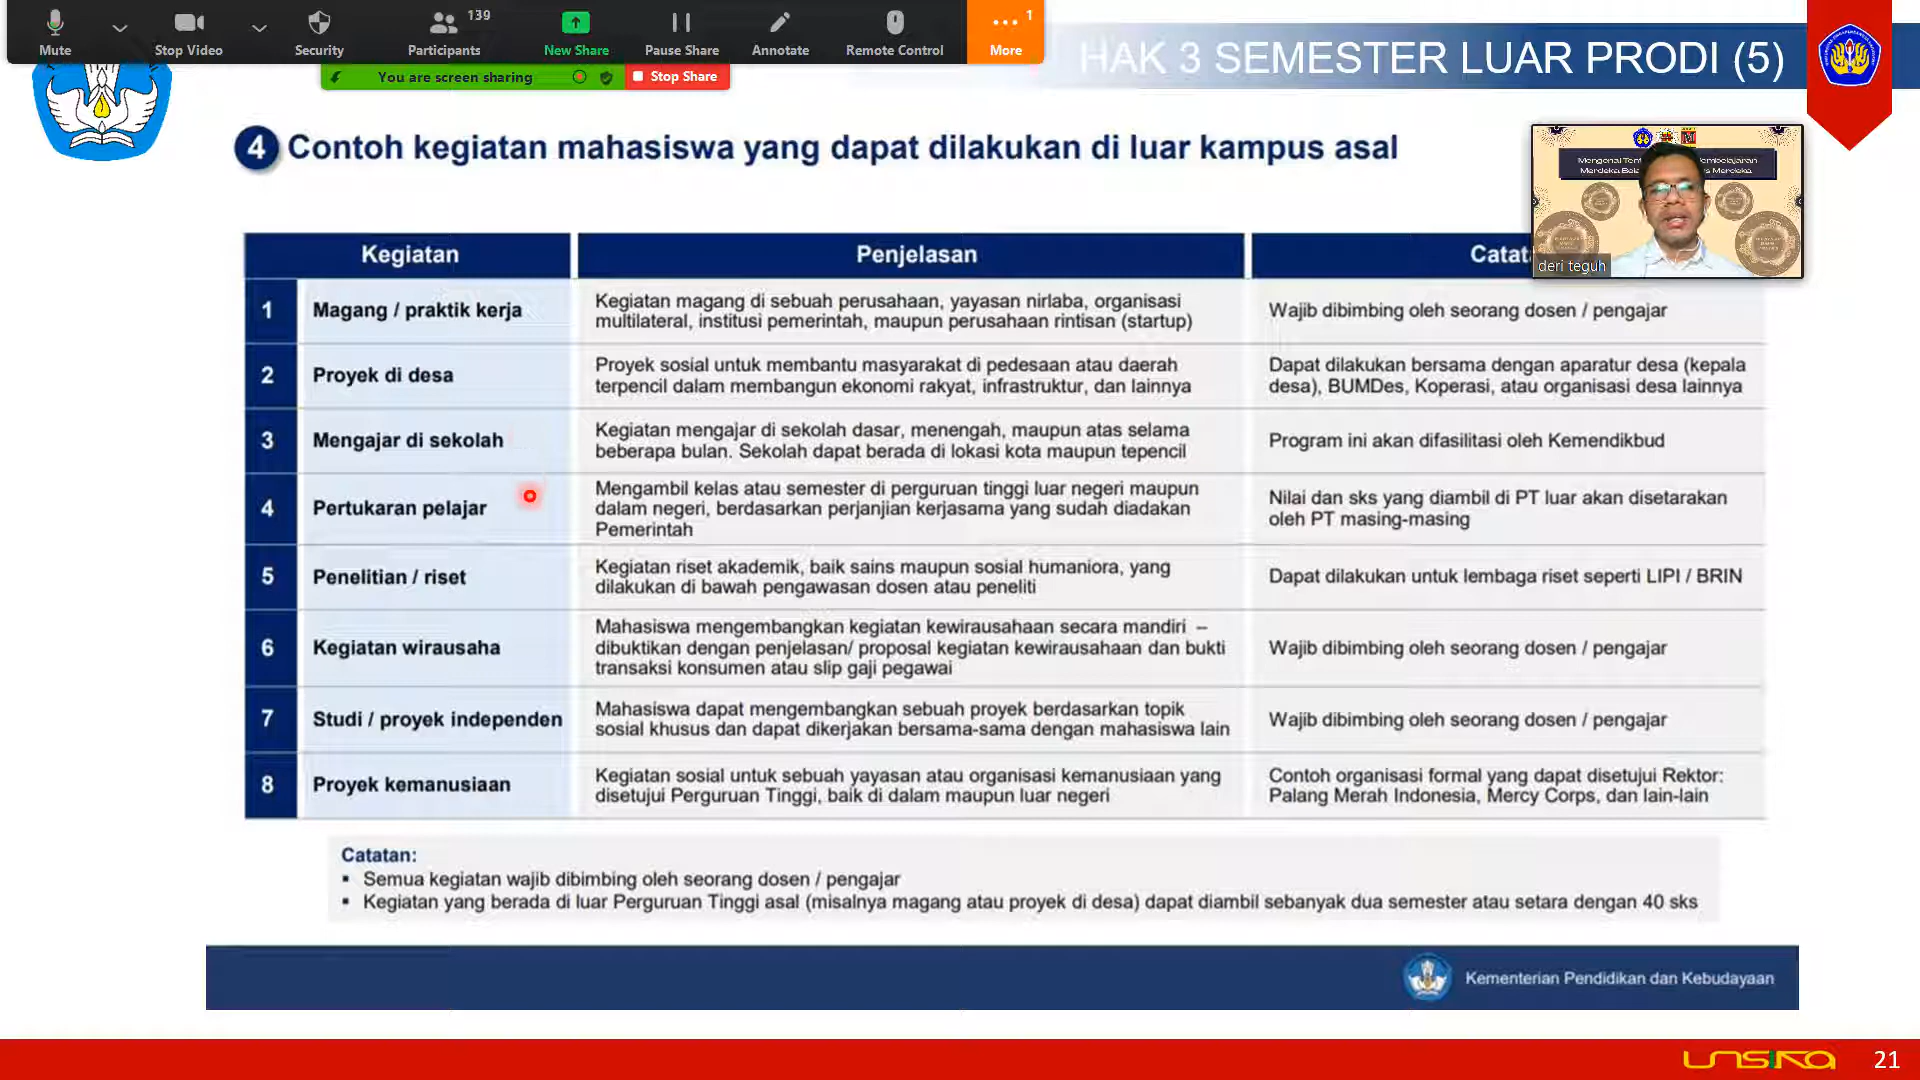 Mute
Stop Video
Security
Participants
139
New Share
Pause Share
Annotate
Remote Control
More
1
You are screen sharing
Stop Share
HAK 3 SEMESTER LUAR PRODI (5)
4 Contoh kegiatan mahasiswa yang dapat dilakukan di luar kampus asal
deri teguh
Kegiatan
Penjelasan
1
Magang / praktik kerja
Kegiatan magang di sebuah perusahaan, yayasan nirlaba, organisasi
multilateral, institusi pemerintah, maupun perusahaan rintisan (startup)
Wajib dibimbing oleh seorang dosen / pengajar
2
Proyek di desa
Proyek sosial untuk membantu masyarakat di pedesaan atau daerah
terpencil dalam membangun ekonomi rakyat, infrastruktur, dan lainnya
Dapat dilakukan bersama dengan aparatur desa (kepala
desa), BUMDes, Koperasi, atau organisasi desa lainnya
3
Mengajar di sekolah
Kegiatan mengajar di sekolah dasar, menengah, maupun atas selama
beberapa bulan. Sekolah dapat berada di lokasi kota maupun tepencil
Program ini akan difasilitasi oleh Kemendikbud
4
Pertukaran pelajar
Mengambil kelas atau semester di perguruan tinggi luar negeri maupun
dalam negeri, berdasarkan perjanjian kerjasama yang sudah diadakan
Pemerintah
Nilai dan sks yang diambil di PT luar akan disetarakan
oleh PT masing-masing
5
Penelitian / riset
Kegiatan riset akademik, baik sains maupun sosial humaniora, yang
dilakukan di bawah pengawasan dosen atau peneliti
Dapat dilakukan untuk lembaga riset seperti LIPI / BRIN
6
Kegiatan wirausaha
Mahasiswa mengembangkan kegiatan kewirausahaan secara mandiri –
dibuktikan dengan penjelasan/ proposal kegiatan kewirausahaan dan bukti
transaksi konsumen atau slip gaji pegawai
Wajib dibimbing oleh seorang dosen / pengajar
7
Studi / proyek independen
Mahasiswa dapat mengembangkan sebuah proyek berdasarkan topik
sosial khusus dan dapat dikerjakan bersama-sama dengan mahasiswa lain
Wajib dibimbing oleh seorang dosen / pengajar
8
Proyek kemanusiaan
Kegiatan sosial untuk sebuah yayasan atau organisasi kemanusiaan yang
disetujui Perguruan Tinggi, baik di dalam maupun luar negeri
Contoh organisasi formal yang dapat disetujui Rektor:
Palang Merah Indonesia, Mercy Corps, dan lain-lain
Catatan:
▪ Semua kegiatan wajib dibimbing oleh seorang dosen / pengajar
▪ Kegiatan yang berada di luar Perguruan Tinggi asal (misalnya magang atau proyek di desa) dapat diambil sebanyak dua semester atau setara dengan 40 sks
Kementerian Pendidikan dan Kebudayaan
unsika
21